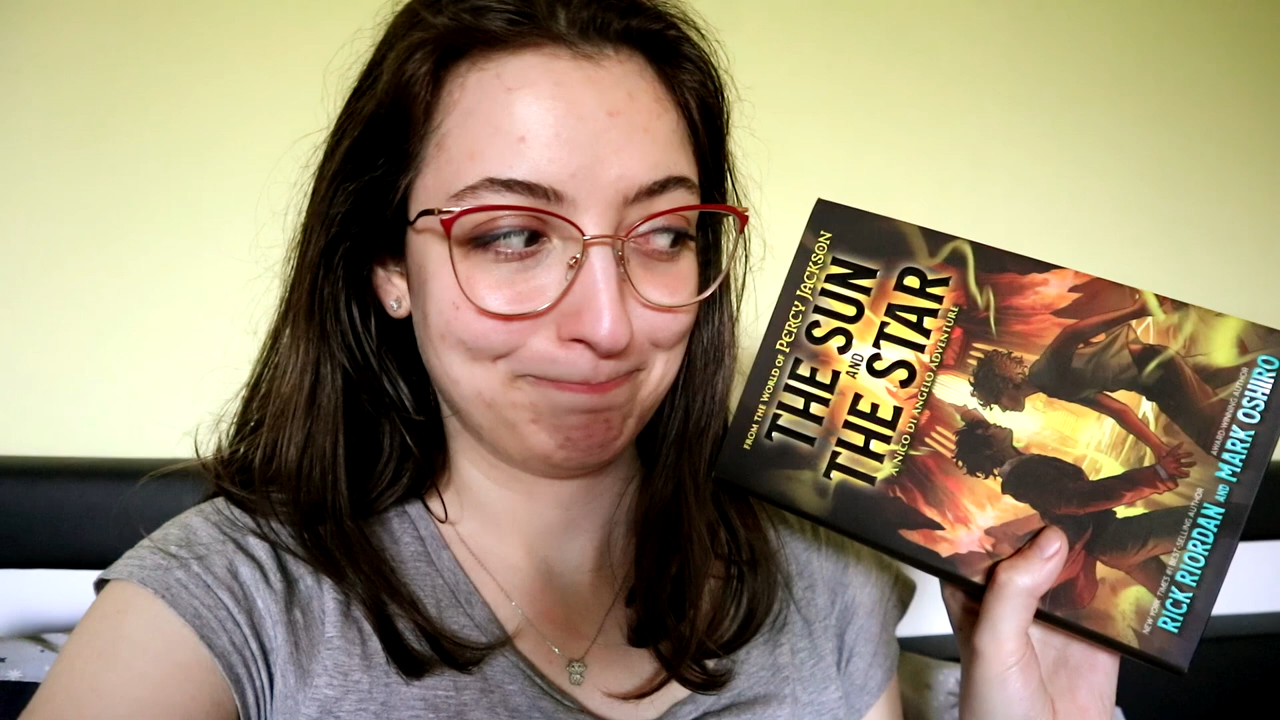 FROM THE WORLD OF PERCY JACKSON
THE SUN
AND
THE STAR
A NICO DI ANGELO ADVENTURE
NEW YORK TIMES #1 BEST-SELLING AUTHOR
AWARD-WINNING AUTHOR
RICK RIORDAN AND MARK OSHIRO